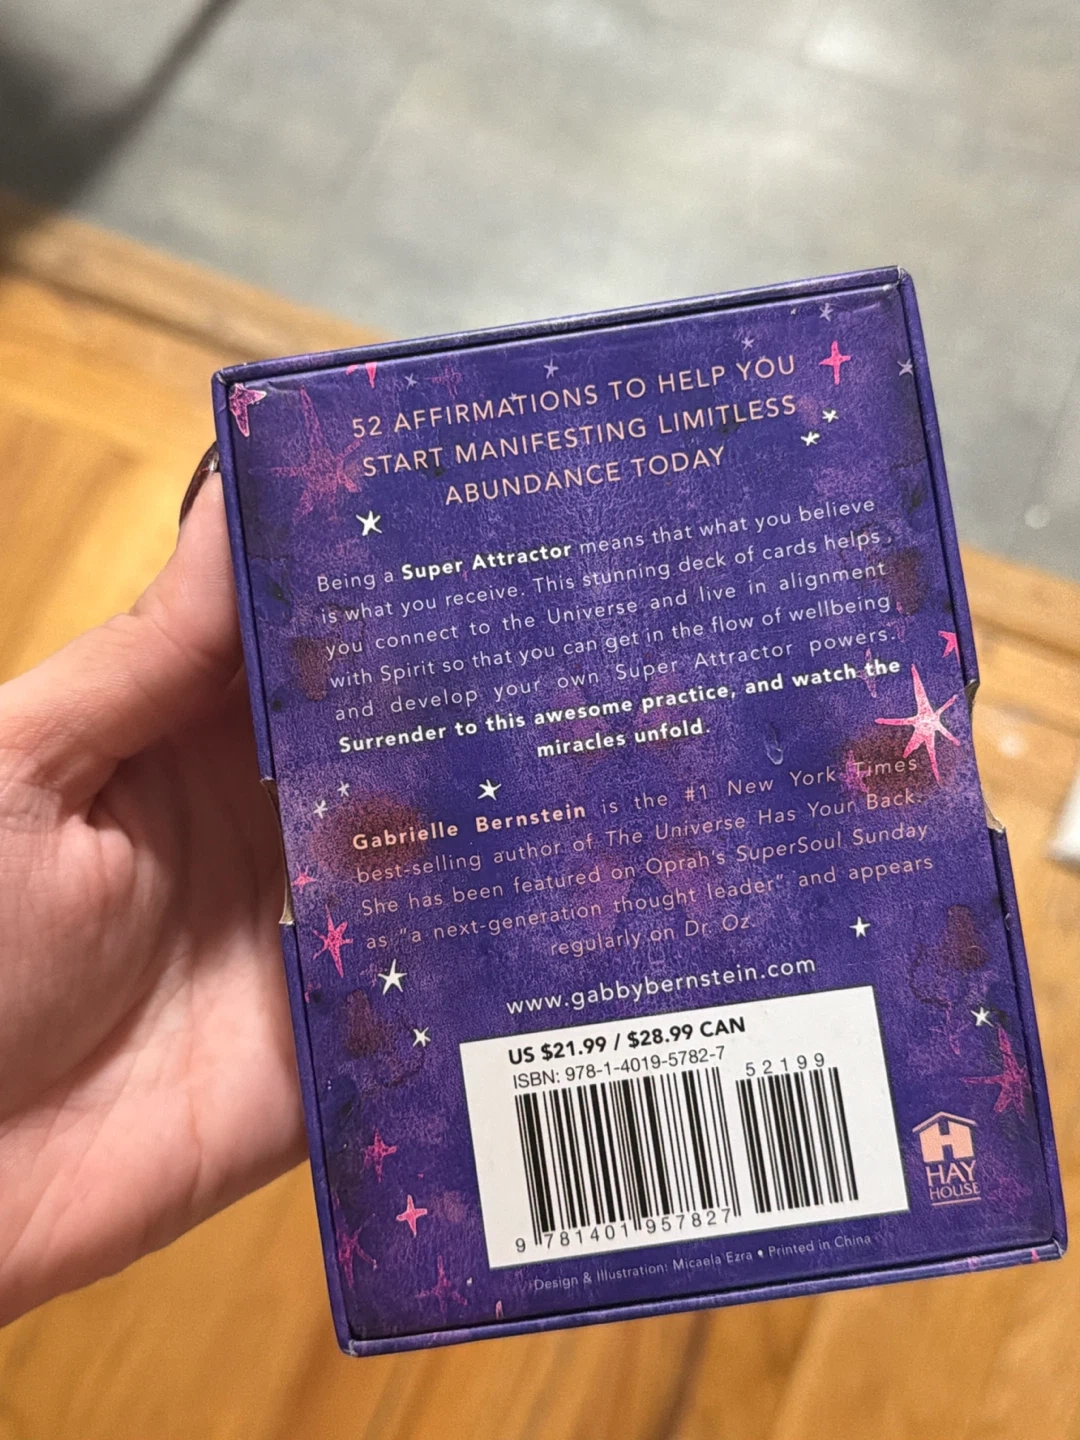 52 AFFIRMATIONS TO HELP YOU
START MANIFESTING LIMITLESS
ABUNDANCE TODAY
Being a Super Attractor means that what you believe
is what you receive. This stunning deck of cards helps
you connect to the Universe and live in alignment
with Spirit so that you can get in the flow of wellbeing
and develop your own Super Attractor powers.
Surrender to this awesome practice, and watch the
miracles unfold.
Gabrielle Bernstein is the #1 New York Times
best-selling author of The Universe Has Your Back.
She has been featured on Oprah's SuperSoul Sunday
as "a next-generation thought leader" and appears
regularly on Dr. Oz.
www.gabbybernstein.com
US $21.99 / $28.99 CAN
ISBN: 978-1-4019-5782-7
52199
9 781401 957827
HAY
HOUSE
Design & Illustration: Micaela Ezra • Printed in China